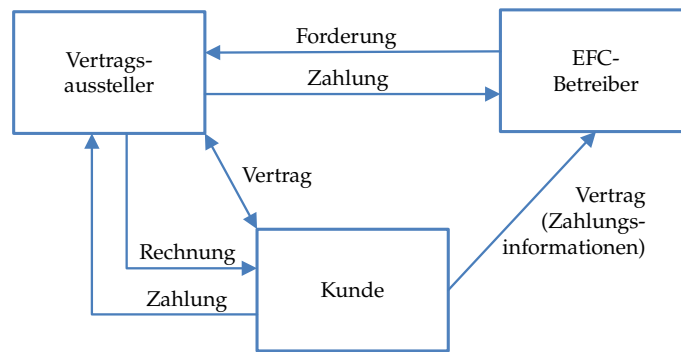 Forderung
Vertrags-
aussteller
Zahlung
EFC-
Betreiber
Vertrag
Vertrag
(Zahlungs-
informationen)
Rechnung
Zahlung
Kunde